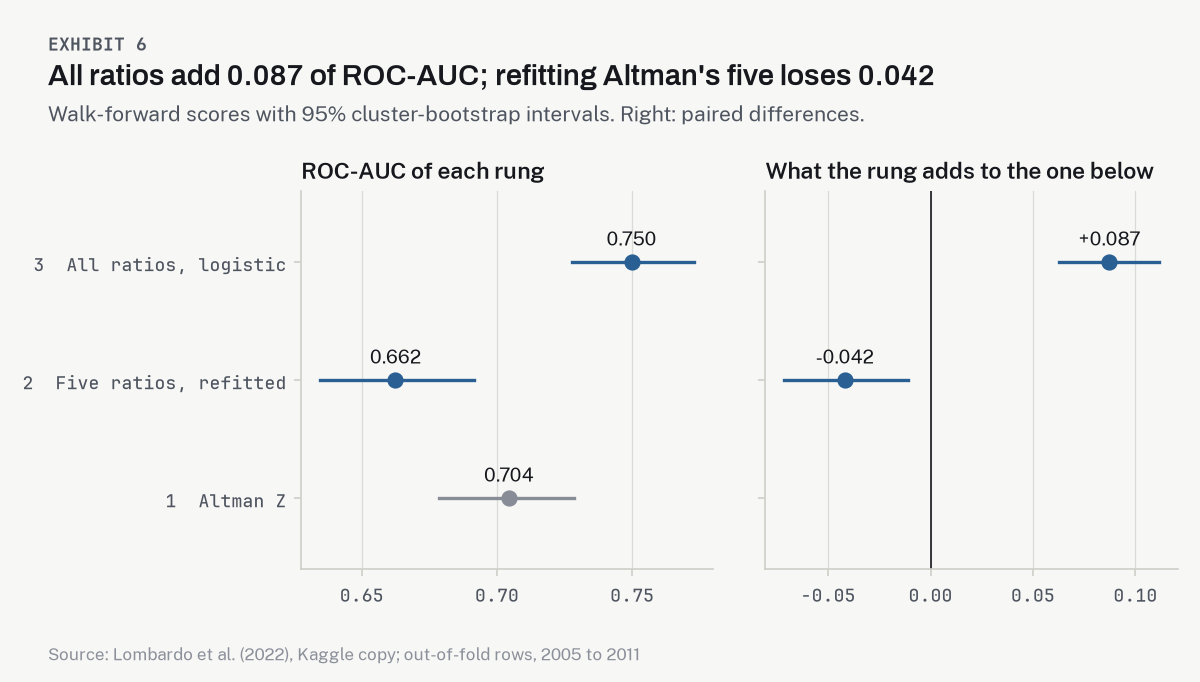 EXHIBIT 6
All ratios add 0.087 of ROC-AUC; refitting Altman's five loses 0.042
Walk-forward scores with 95% cluster-bootstrap intervals. Right: paired differences.
ROC-AUC of each rung
What the rung adds to the one below
3 All ratios, logistic
0.750
+0.087
2 Five ratios, refitted
0.662
-0.042
1 Altman Z
0.704
0.65 0.70 0.75
-0.05 0.00 0.05 0.10
Source: Lombardo et al. (2022), Kaggle copy; out-of-fold rows, 2005 to 2011